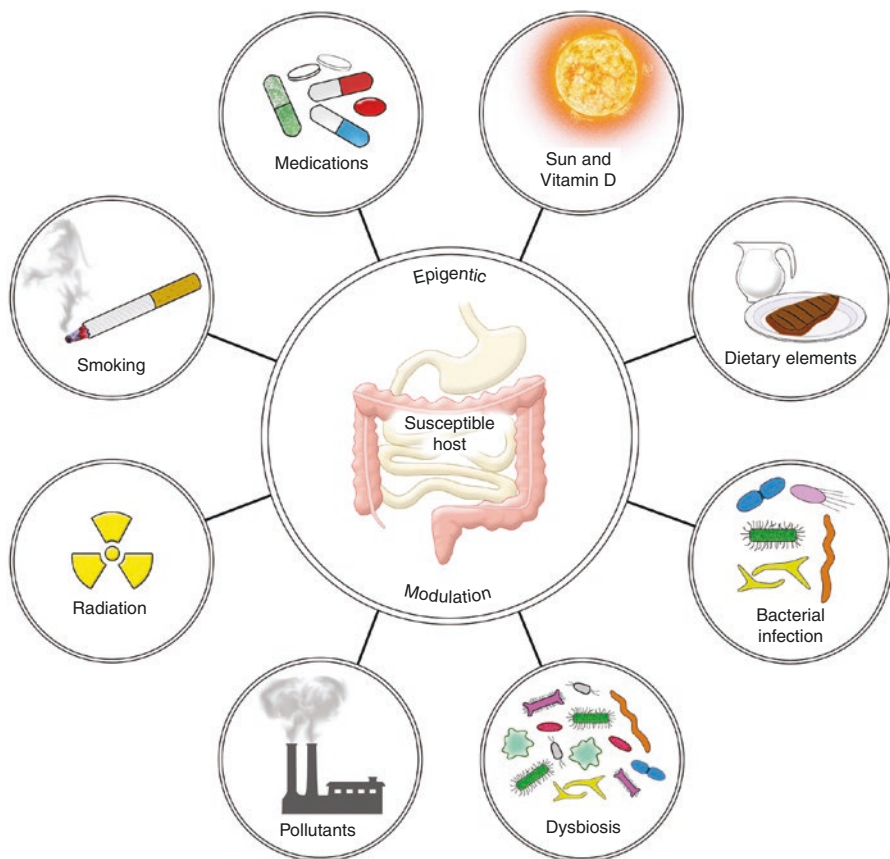 Medications
Sun and
Vitamin D
Smoking
Epigentic
Dietary elements
Susceptible
host
Radiation
Modulation
Bacterial
infection
Pollutants
Dysbiosis